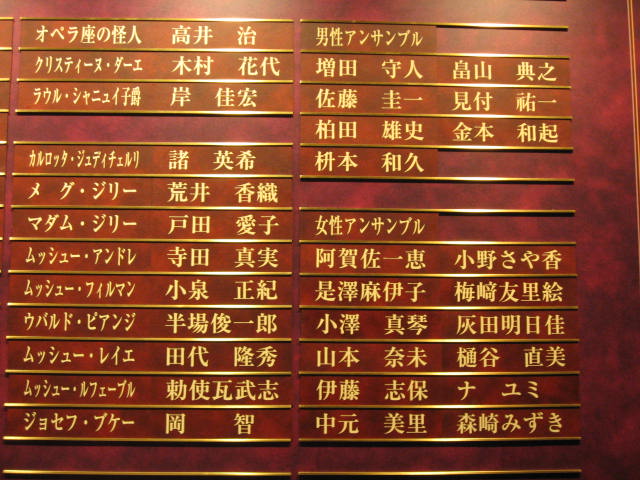 オペラ座の怪人 高井 治
クリスティーヌ・ダーエ 木村 花代
ラウル・シャニュイ子爵 岸 佳宏
カルロッタ・ジュディチェルリ 諸 英希
メグ・ジリー 荒井 香織
マダム・ジリー 戸田 愛子
ムッシュー・アンドレ 寺田 真実
ムッシュー・フィルマン 小泉 正紀
ウバルド・ピアンジ 半場俊一郎
ムッシュー・レイエ 田代 隆秀
ムッシュー・ルフェーブル 勅使瓦武志
ジョセフ・ブケー 岡 智
男性アンサンブル
増田 守人 畠山 典之
佐藤 圭一 見付 祐一
柏田 雄史 金本 和起
枡本 和久
女性アンサンブル
阿賀佐一恵 小野さや香
是澤麻伊子 梅﨑友里絵
小澤 真琴 灰田明日佳
山本 奈未 樋谷 直美
伊藤 志保 ナ ユミ
中元 美里 森崎みずき